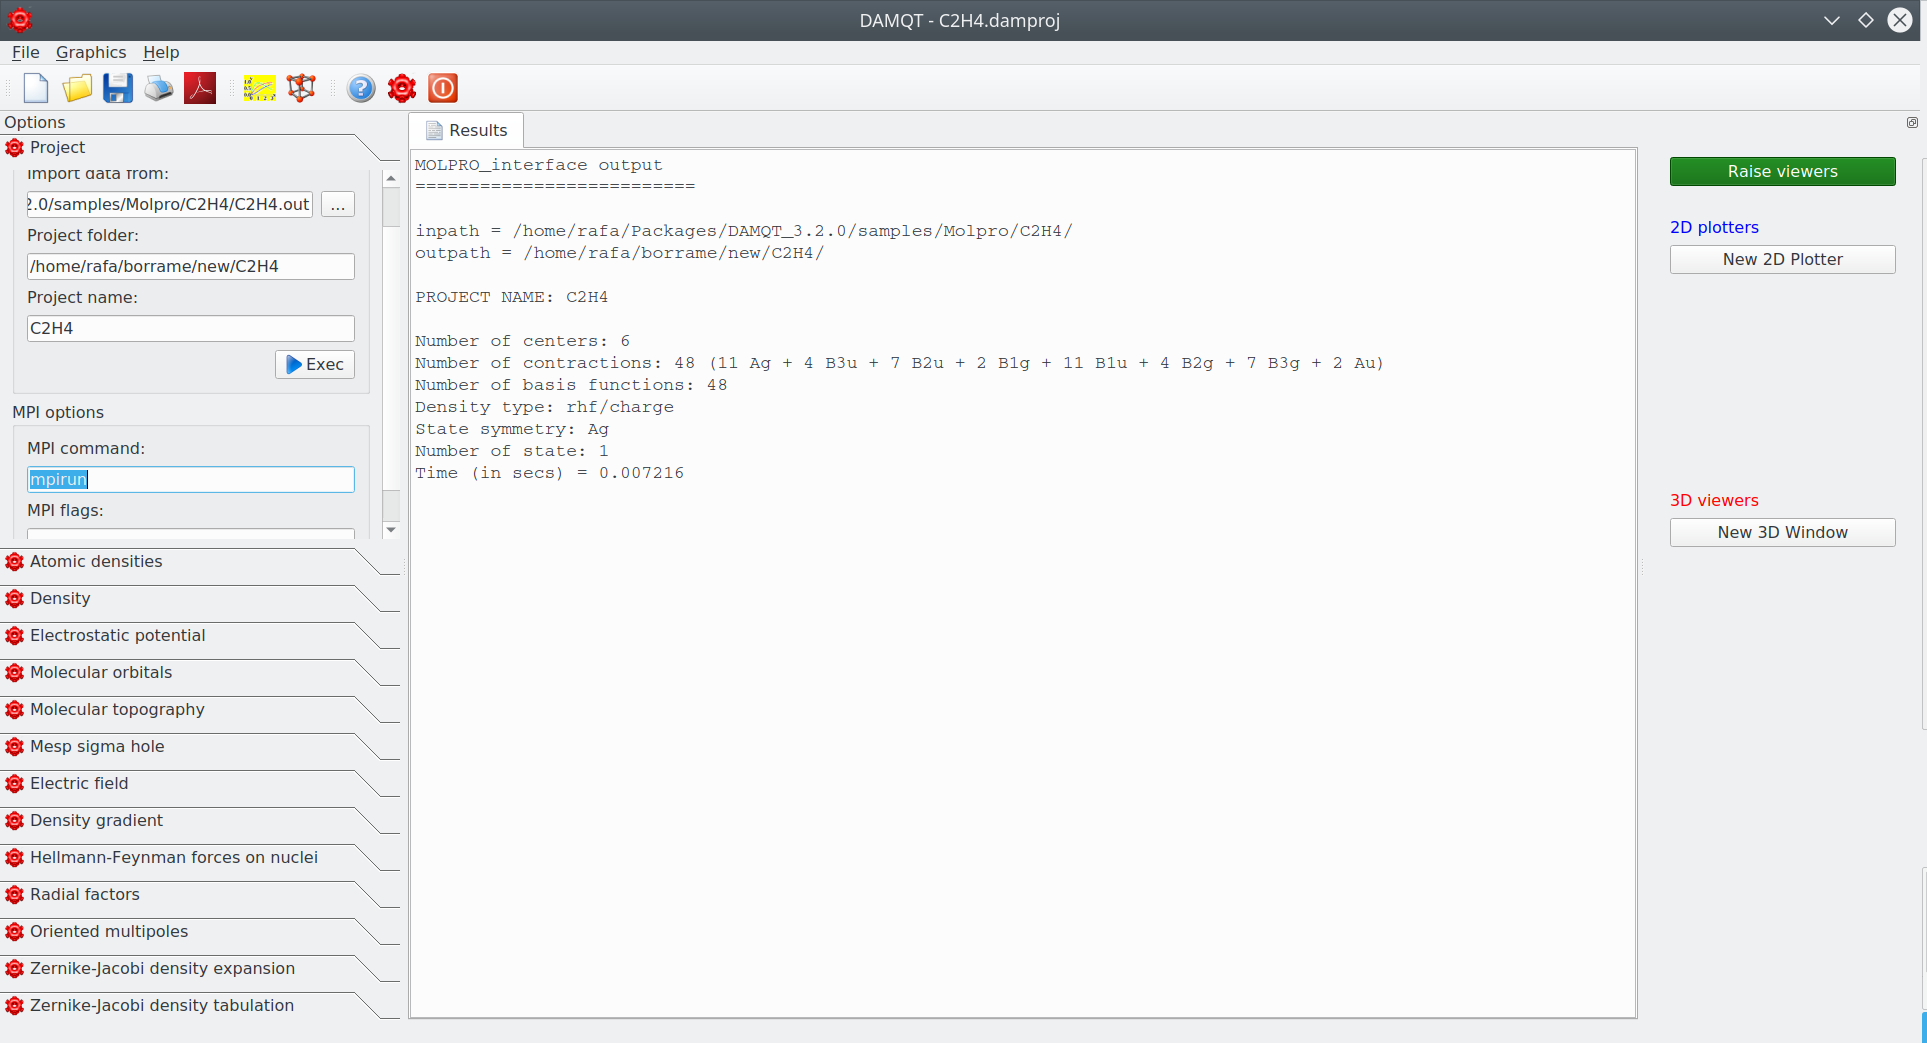 DAMQT - C2H4.damproj
File Graphics Help
Options
Project
Import data from:
2.0/samples/Molpro/C2H4/C2H4.out ...
Project folder:
/home/rafa/borrame/new/C2H4
Project name:
C2H4
Exec
MPI options
MPI command:
mpirun
MPI flags:
Atomic densities
Density
Electrostatic potential
Molecular orbitals
Molecular topography
Mesp sigma hole
Electric field
Density gradient
Hellmann-Feynman forces on nuclei
Radial factors
Oriented multipoles
Zernike-Jacobi density expansion
Zernike-Jacobi density tabulation
Results
MOLPRO_interface output
==========================
inpath = /home/rafa/Packages/DAMQT_3.2.0/samples/Molpro/C2H4/
outpath = /home/rafa/borrame/new/C2H4/
PROJECT NAME: C2H4
Number of centers: 6
Number of contractions: 48 (11 Ag + 4 B3u + 7 B2u + 2 B1g + 11 B1u + 4 B2g + 7 B3g + 2 Au)
Number of basis functions: 48
Density type: rhf/charge
State symmetry: Ag
Number of state: 1
Time (in secs) = 0.007216
Raise viewers
2D plotters
New 2D Plotter
3D viewers
New 3D Window